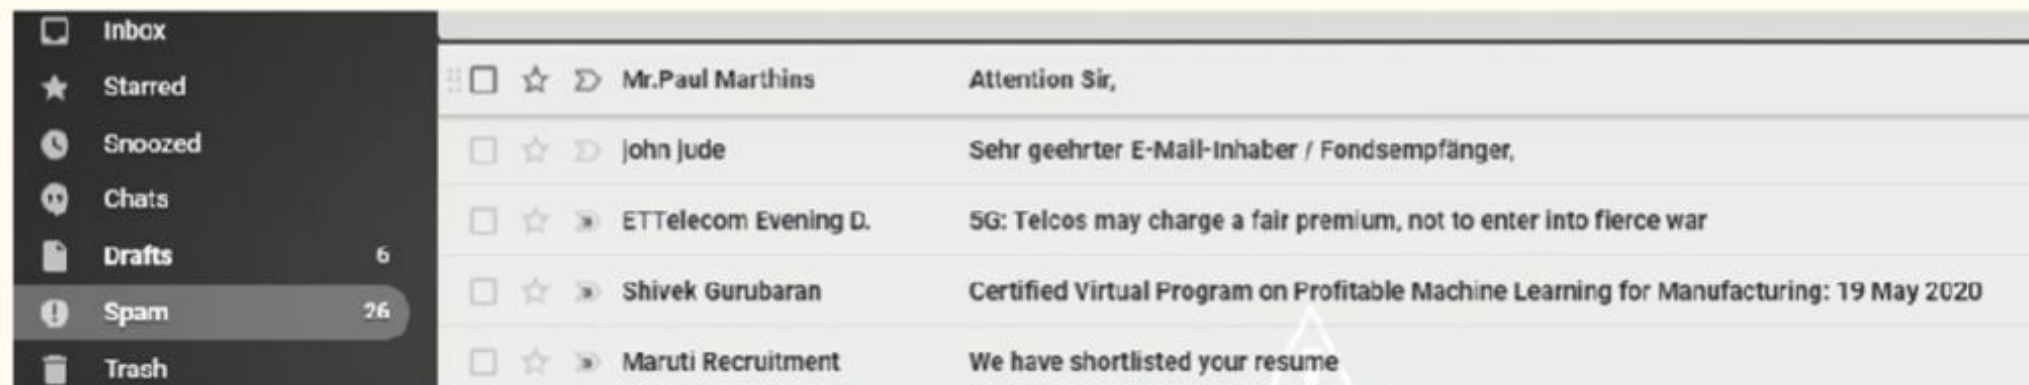 Inbox
Starred
Snoozed
Chats
Drafts 6
Spam 26
Trash
Mr.Paul Marthins Attention Sir,
john jude Sehr geehrter E-Mail-Inhaber / Fondsempfänger,
ETTelecom Evening D. 5G: Telcos may charge a fair premium, not to enter into fierce war
Shivek Gurubaran Certified Virtual Program on Profitable Machine Learning for Manufacturing: 19 May 2020
Maruti Recruitment We have shortlisted your resume